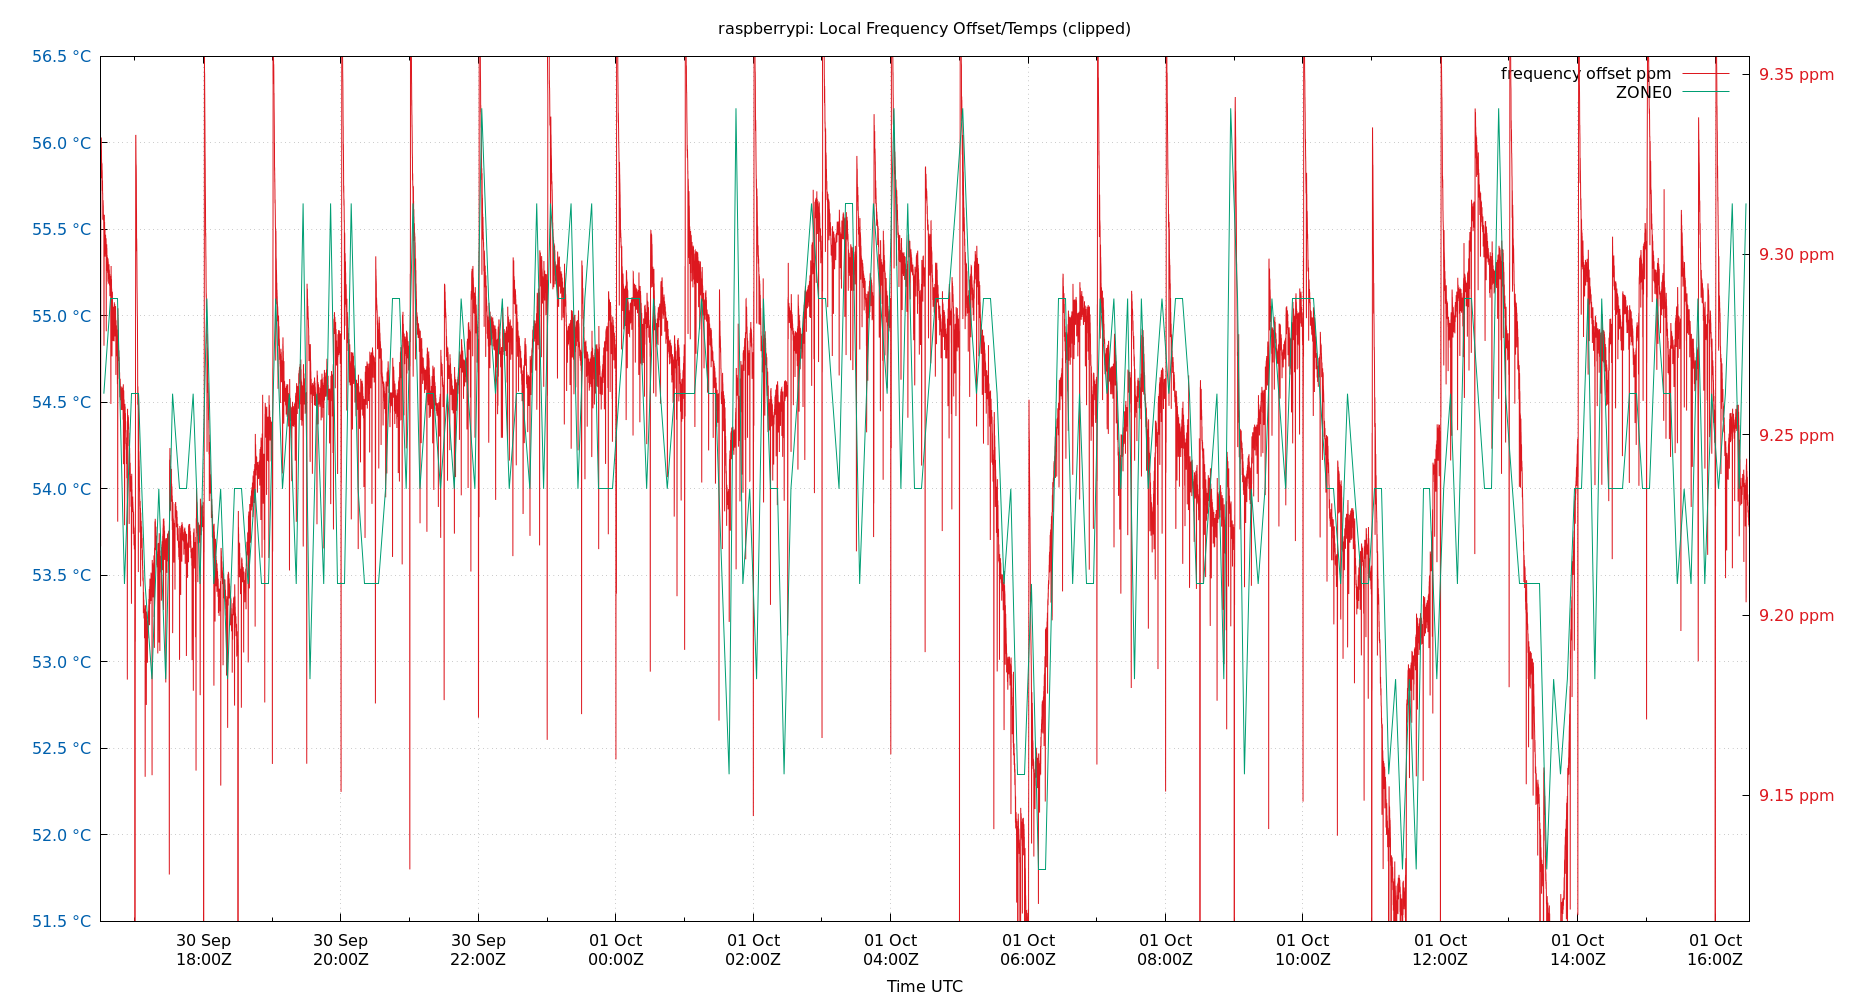 raspberrypi: Local Frequency Offset/Temps (clipped)
frequency offset ppm
ZONE0
56.5 °C
56.0 °C
55.5 °C
55.0 °C
54.5 °C
54.0 °C
53.5 °C
53.0 °C
52.5 °C
52.0 °C
51.5 °C
9.35 ppm
9.30 ppm
9.25 ppm
9.20 ppm
9.15 ppm
30 Sep 30 Sep 30 Sep 01 Oct 01 Oct 01 Oct 01 Oct 01 Oct 01 Oct 01 Oct 01 Oct 01 Oct
18:00Z 20:00Z 22:00Z 00:00Z 02:00Z 04:00Z 06:00Z 08:00Z 10:00Z 12:00Z 14:00Z 16:00Z
Time UTC